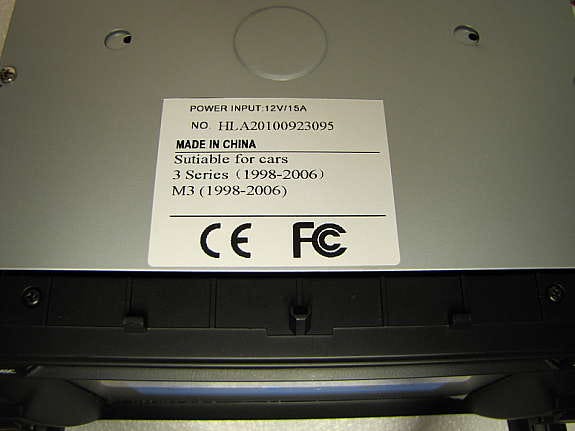 POWER INPUT:12V/15A
NO. HLA20100923095
MADE IN CHINA
Sutiable for cars
3 Series (1998-2006)
M3 (1998-2006)
CE FC